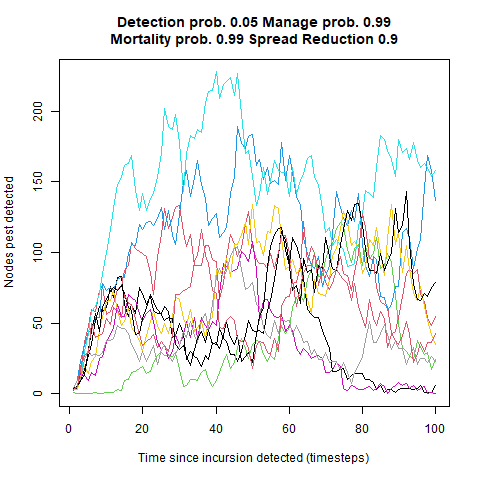 Detection prob. 0.05 Manage prob. 0.99
Mortality prob. 0.99 Spread Reduction 0.9
Nodes pest detected
200
150
100
50
0
0 20 40 60 80 100
Time since incursion detected (timesteps)